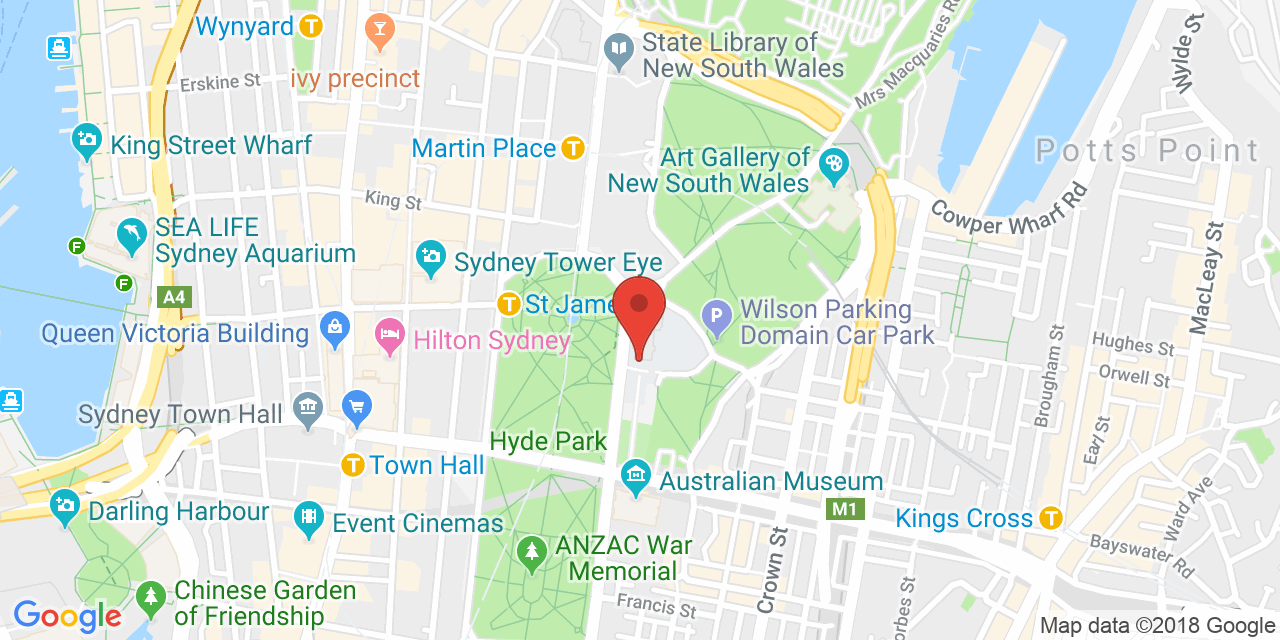 Wynyard
T
ivy precinct
Erskine St
State Library of
New South Wales
Mrs Macquaries Rd
Wylde St
King Street Wharf
Martin Place
T
Art Gallery of
New South Wales
Potts Point
King St
Cowper Wharf Rd
SEA LIFE
Sydney Aquarium
F
F
Sydney Tower Eye
MacLeay St
A4
T
St Jame
Queen Victoria Building
Hilton Sydney
P
Wilson Parking
Domain Car Park
Hughes St
Orwell St
Brougham St
Sydney Town Hall
Hyde Park
Earl St
T
Town Hall
Australian Museum
Ward Ave
Darling Harbour
Event Cinemas
M1
Kings Cross
T
Crown St
Bayswater Rd
ANZAC War
Memorial
Chinese Garden
of Friendship
Francis St
orbes St
Google
Map data ©2018 Google